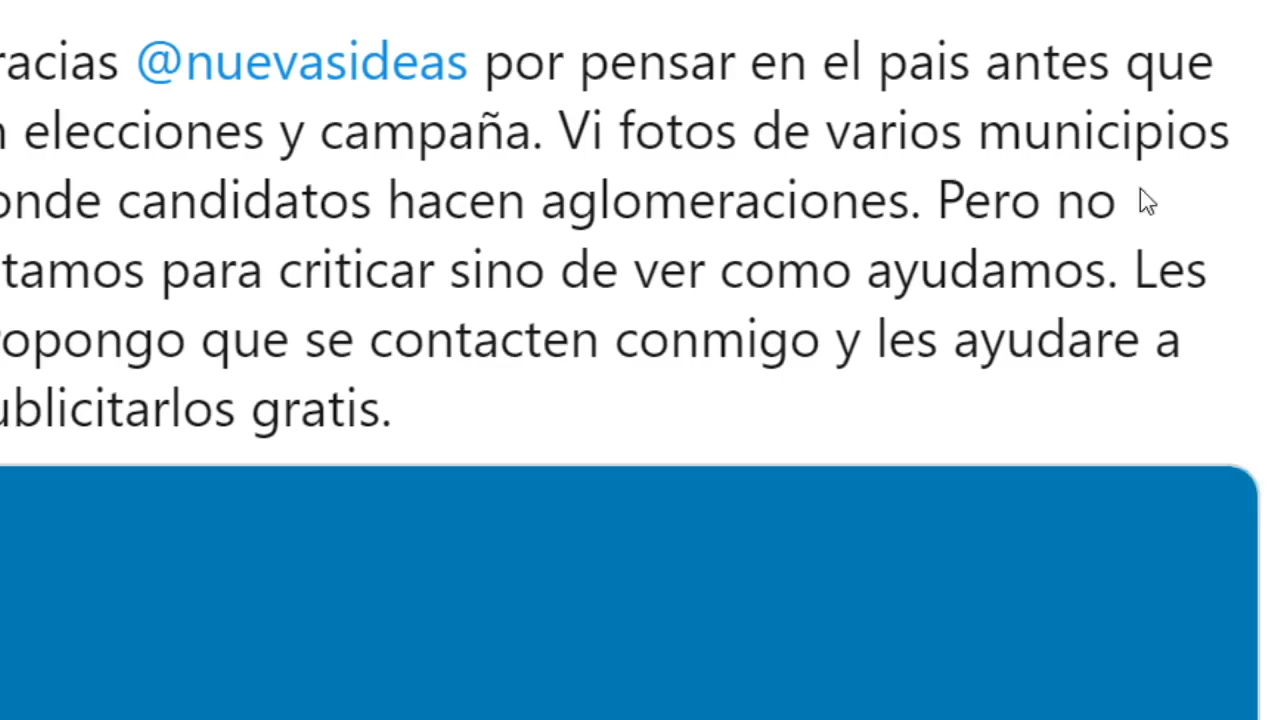 racias @nuevasideas por pensar en el pais antes que
n elecciones y campaña. Vi fotos de varios municipios
onde candidatos hacen aglomeraciones. Pero no
tamos para criticar sino de ver como ayudamos. Les
ropongo que se contacten conmigo y les ayudare a
ublicitarlos gratis.